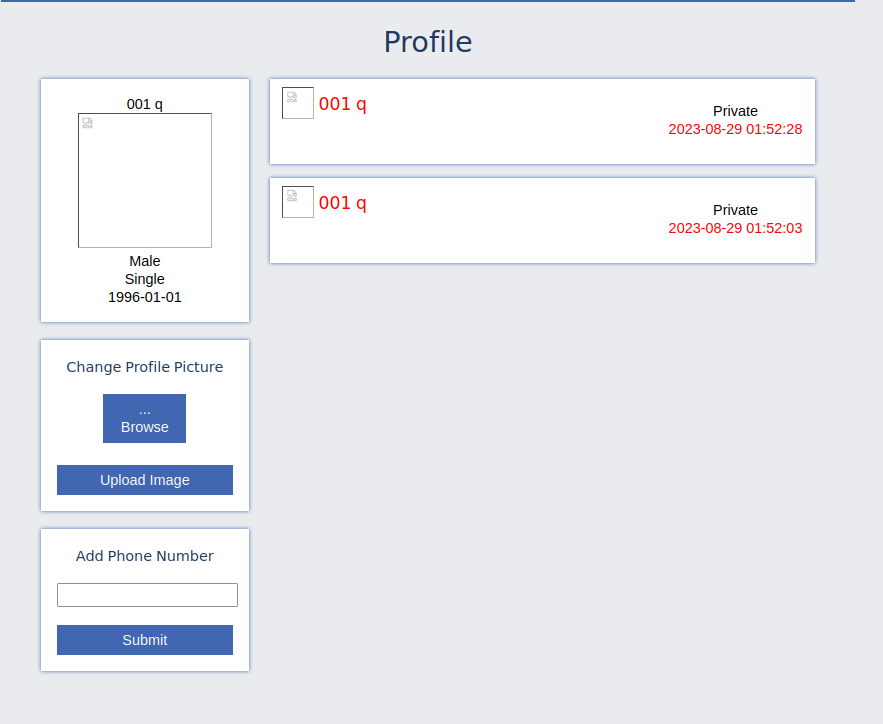 Profile
001 q
Male
Single
1996-01-01
Change Profile Picture
...
Browse
Upload Image
Add Phone Number
Submit
001 q
Private
2023-08-29 01:52:28
001 q
Private
2023-08-29 01:52:03